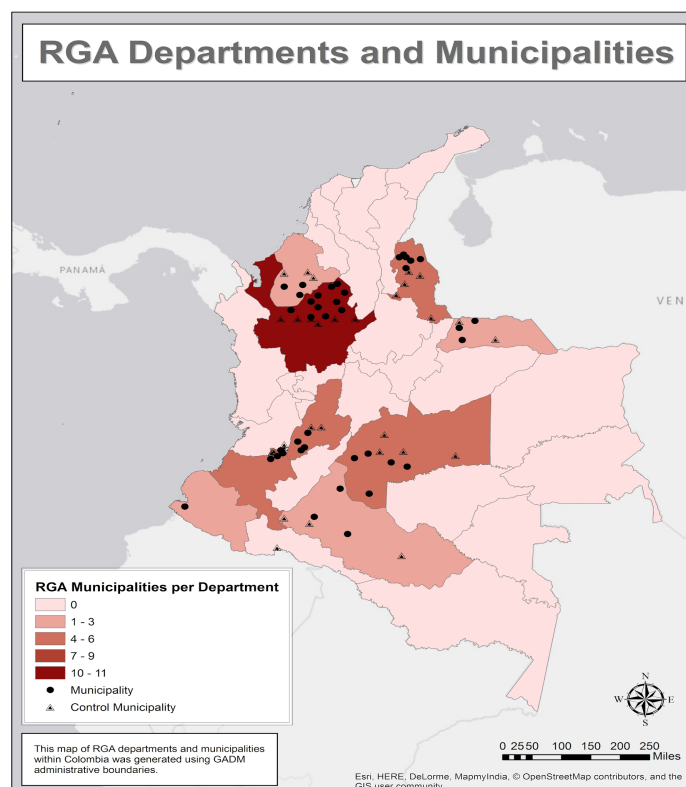 RGA Departments and Municipalities
PANAMÁ
VEN
RGA Municipalities per Department
0
1 - 3
4 - 6
7 - 9
10 - 11
Municipality
Control Municipality
This map of RGA departments and municipalities
within Colombia was generated using GADM
administrative boundaries.
N
W E
S
0 25 50 100 150 200 250
Miles
Esri, HERE, DeLorme, MapmyIndia, © OpenStreetMap contributors, and the
GIS user community